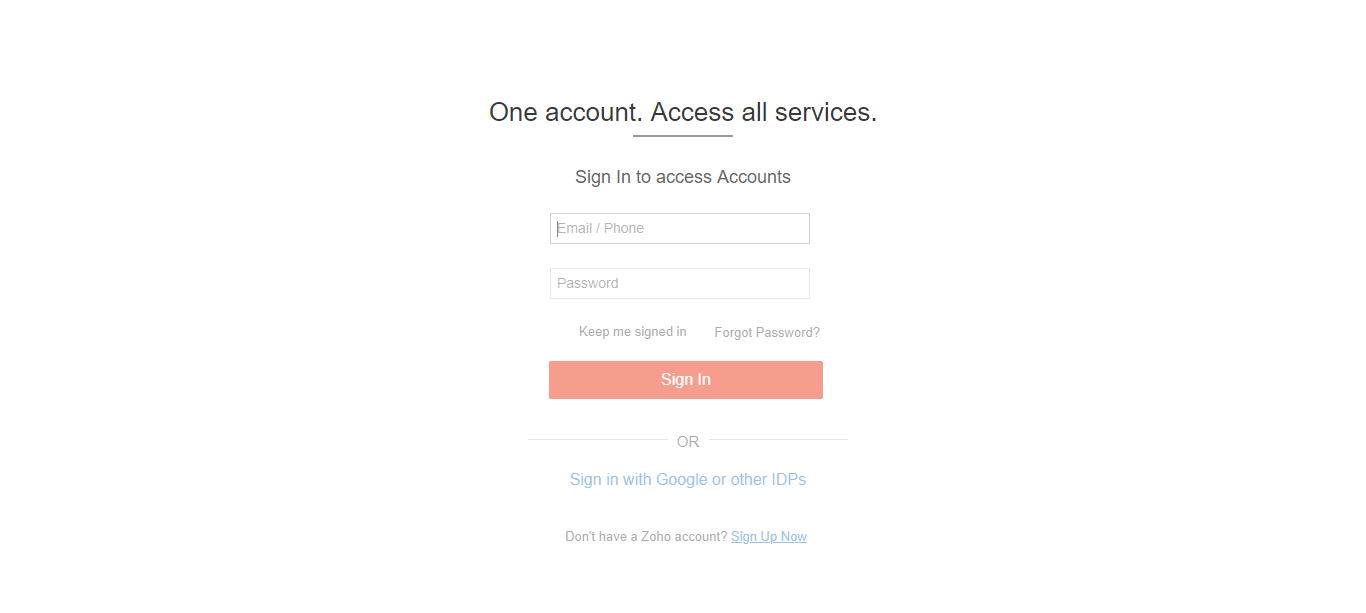 One account. Access all services.
Sign In to access Accounts
Email / Phone
Password
Keep me signed in Forgot Password?
Sign In
OR
Sign in with Google or other IDPs
Don't have a Zoho account? Sign Up Now